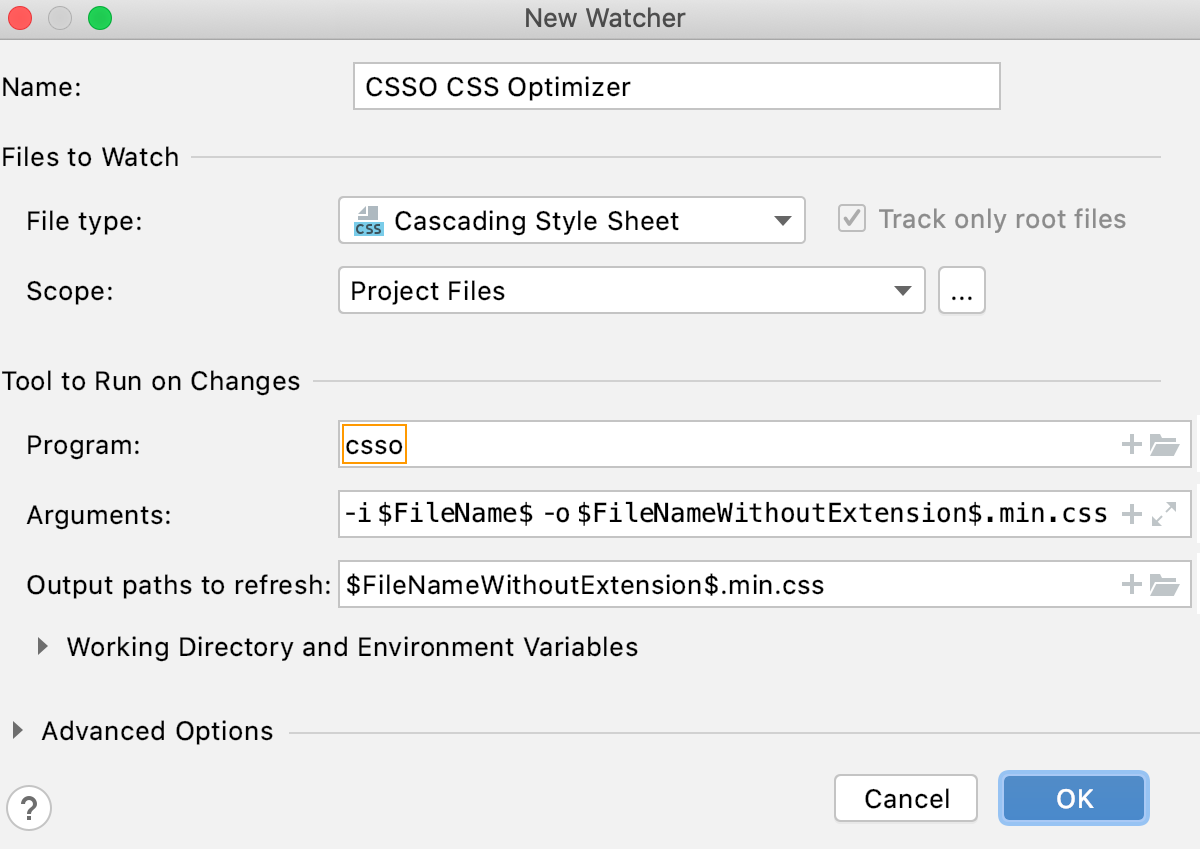 New Watcher
Name: CSSO CSS Optimizer
Files to Watch
File type: CSS Cascading Style Sheet Track only root files
Scope: Project Files ...
Tool to Run on Changes
Program: csso
Arguments: -i $FileName$ -o $FileNameWithoutExtension$.min.css
Output paths to refresh: $FileNameWithoutExtension$.min.css
Working Directory and Environment Variables
Advanced Options
? Cancel OK